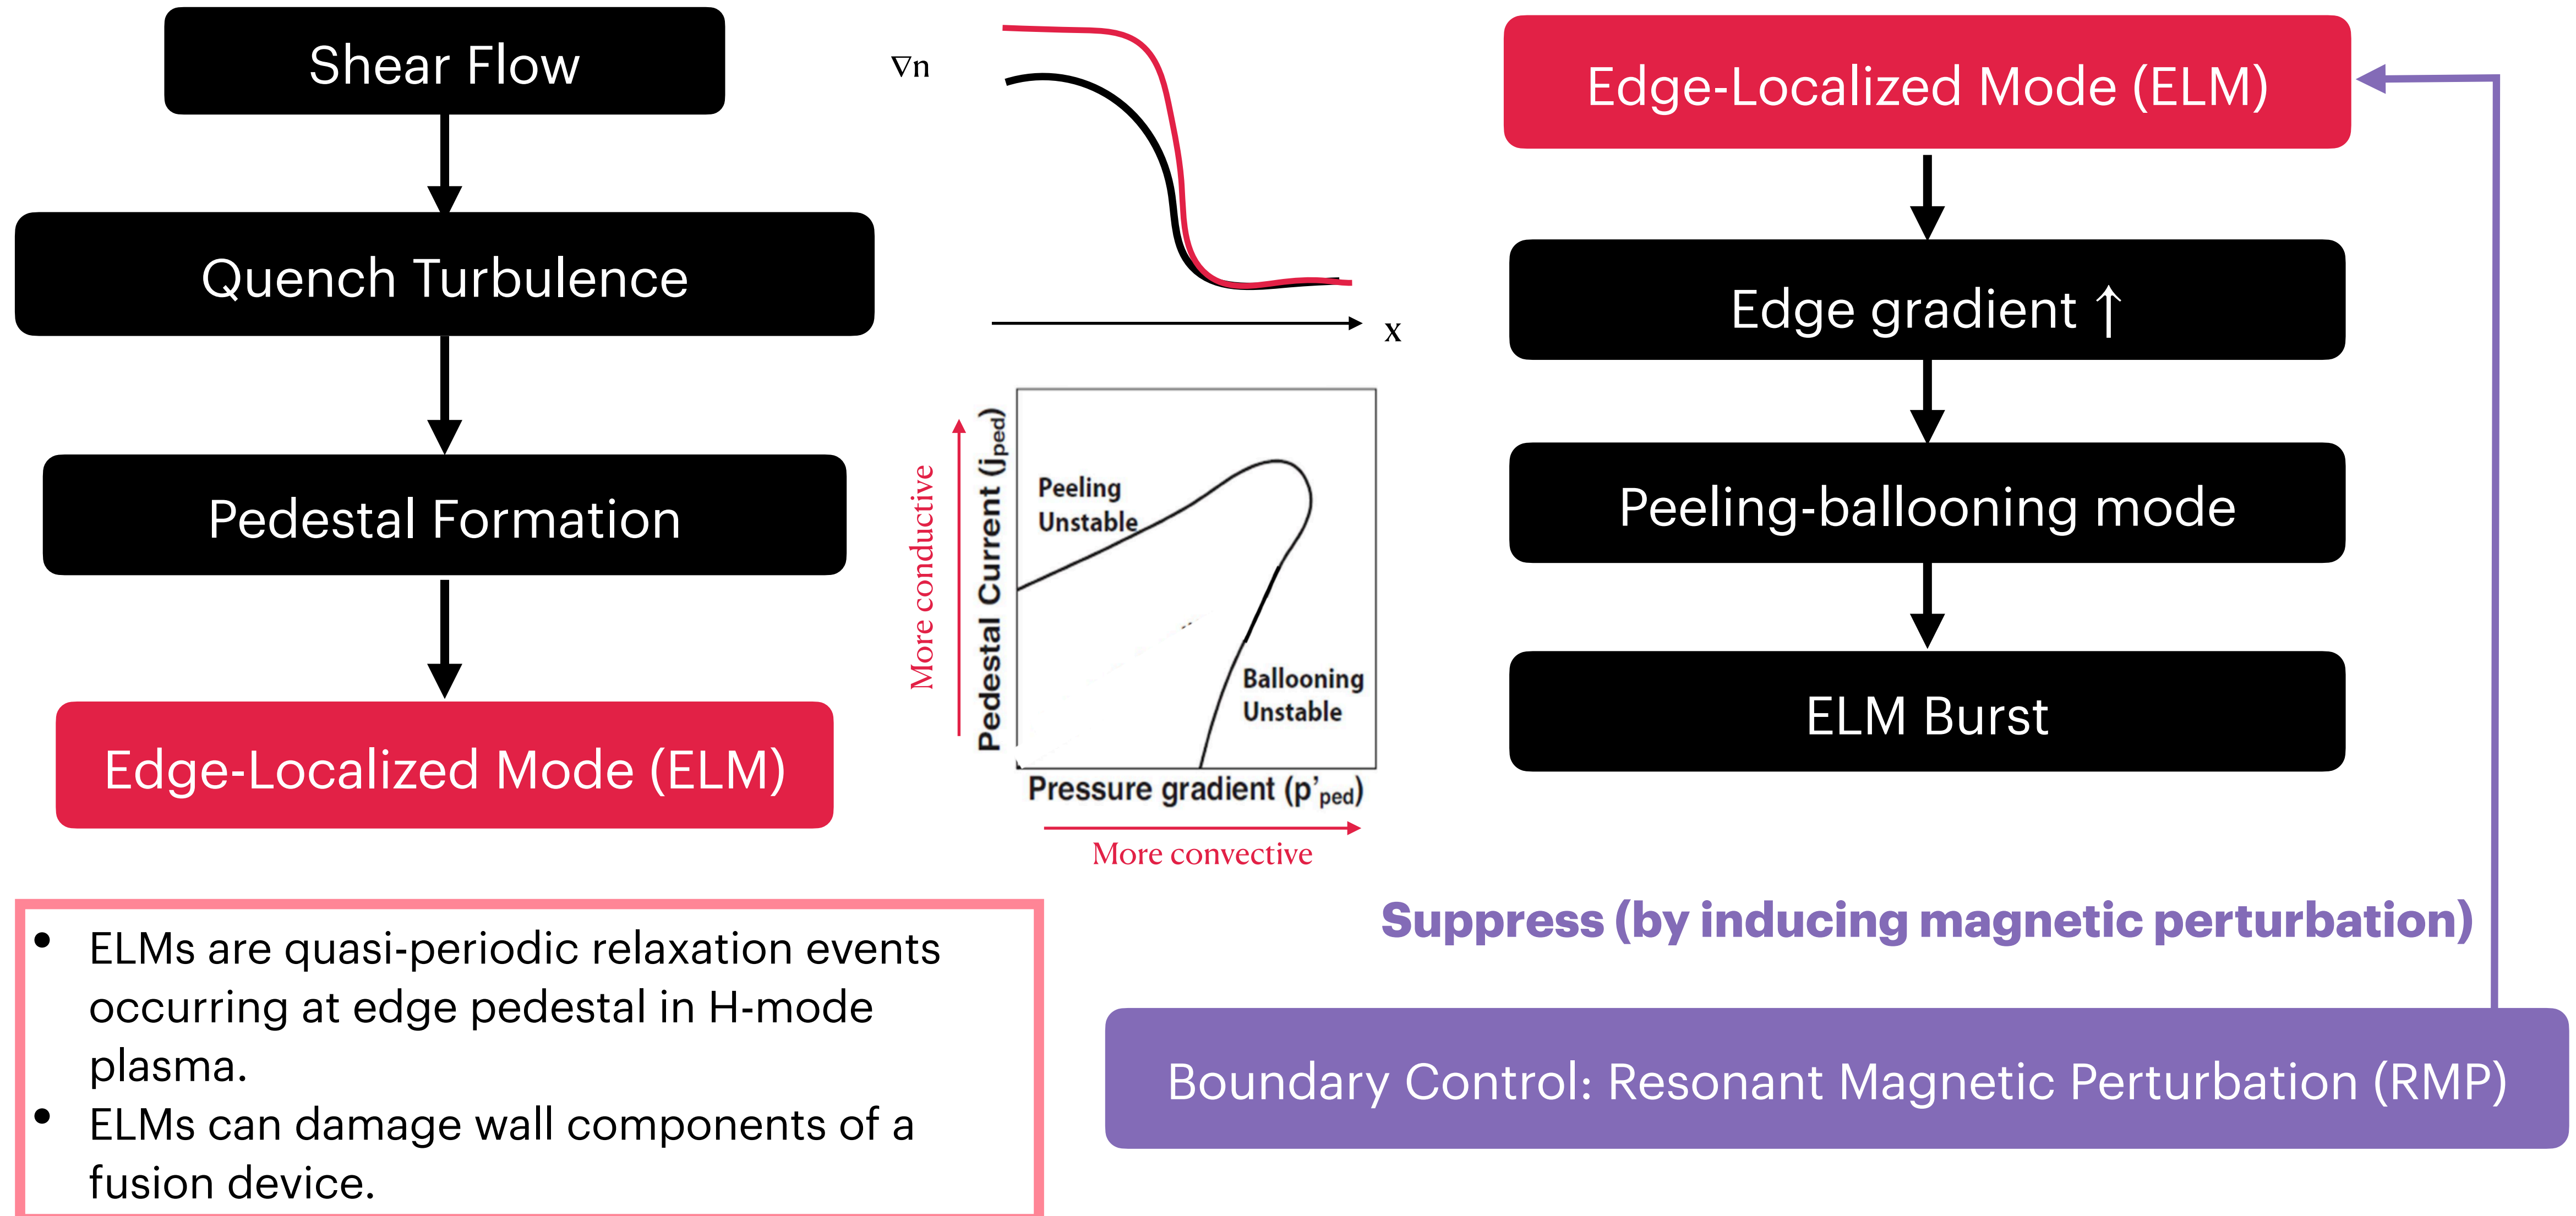 Shear Flow
Quench Turbulence
Pedestal Formation
Edge-Localized Mode (ELM)
∇n
x
More conductive
Pedestal Current (jped)
Peeling
Unstable
Ballooning
Unstable
Pressure gradient (p'ped)
More convective
Edge-Localized Mode (ELM)
Edge gradient ↑
Peeling-ballooning mode
ELM Burst
Suppress (by inducing magnetic perturbation)
Boundary Control: Resonant Magnetic Perturbation (RMP)
• ELMs are quasi-periodic relaxation events
occurring at edge pedestal in H-mode
plasma.
• ELMs can damage wall components of a
fusion device.